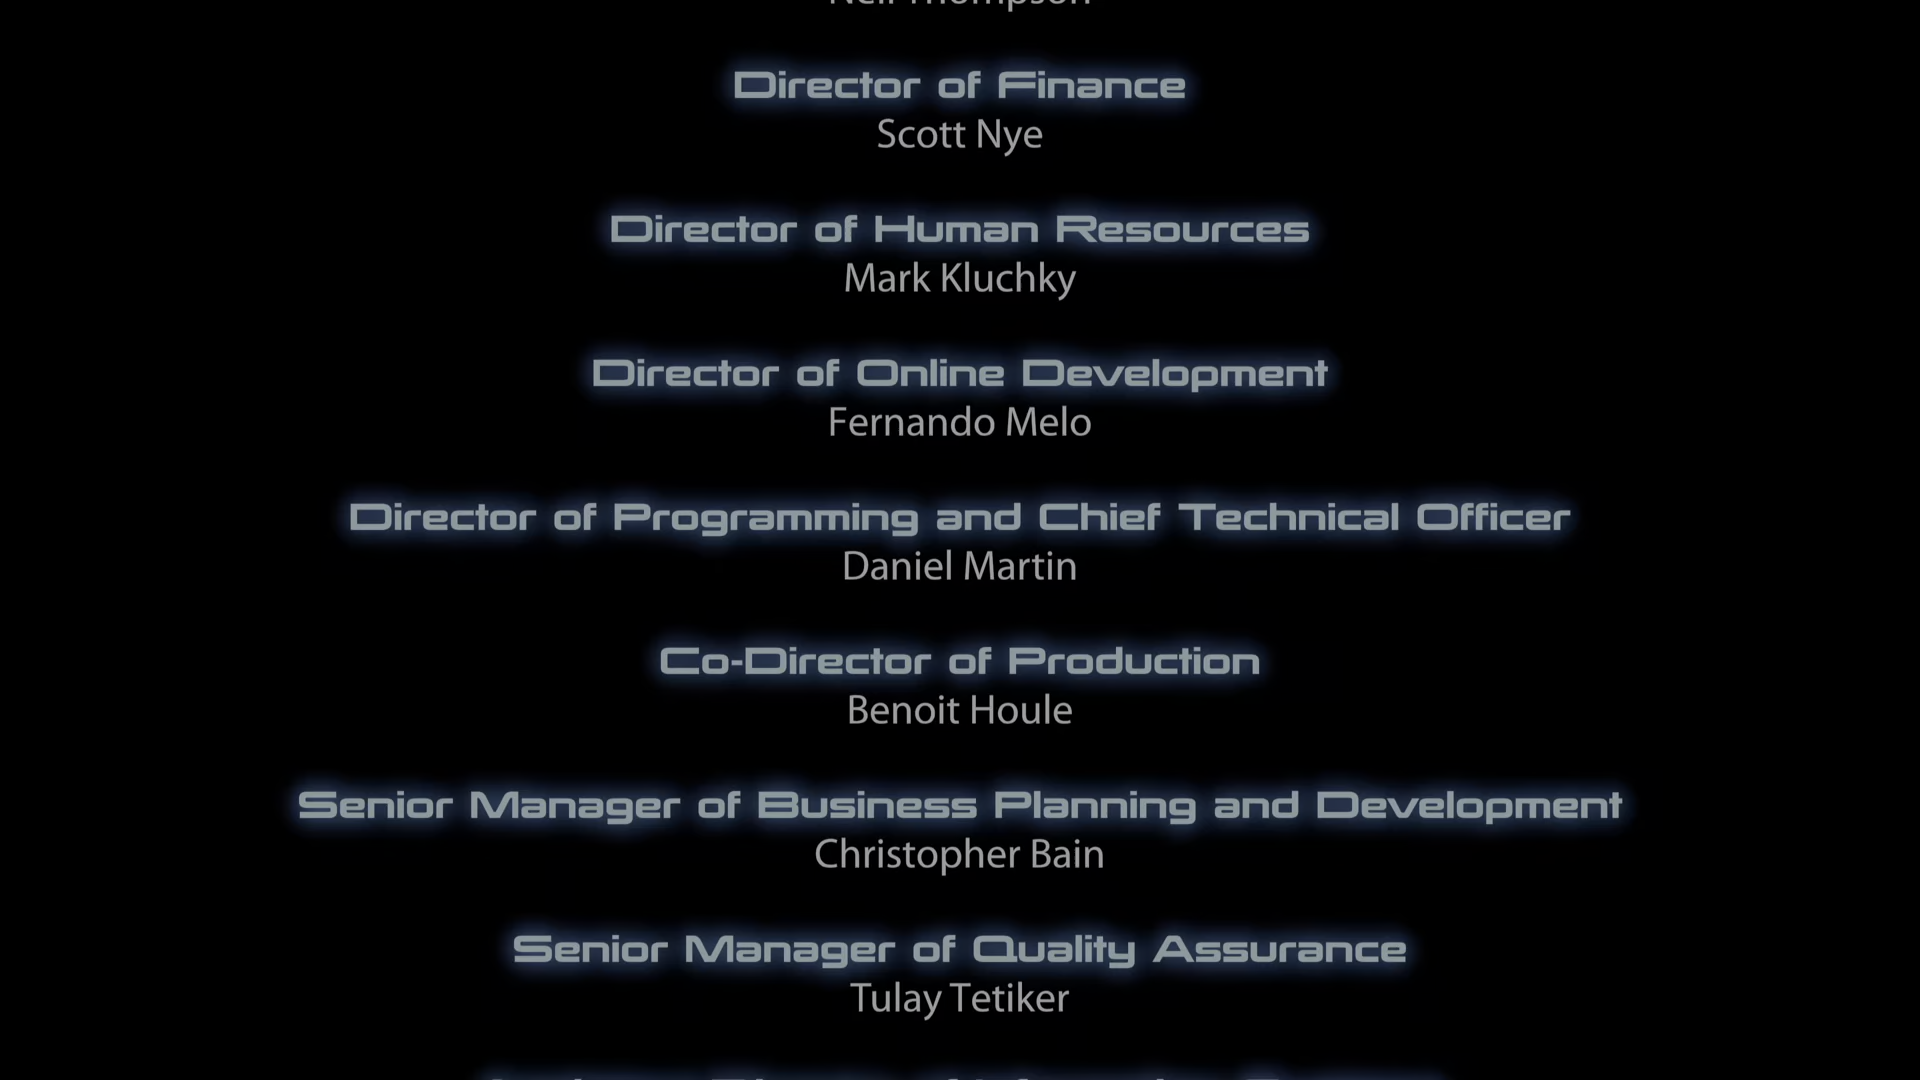 Neil Thompson
Director of Finance
Scott Nye
Director of Human Resources
Mark Kluchky
Director of Online Development
Fernando Melo
Director of Programming and Chief Technical Officer
Daniel Martin
Co-Director of Production
Benoit Houle
Senior Manager of Business Planning and Development
Christopher Bain
Senior Manager of Quality Assurance
Tulay Tetiker